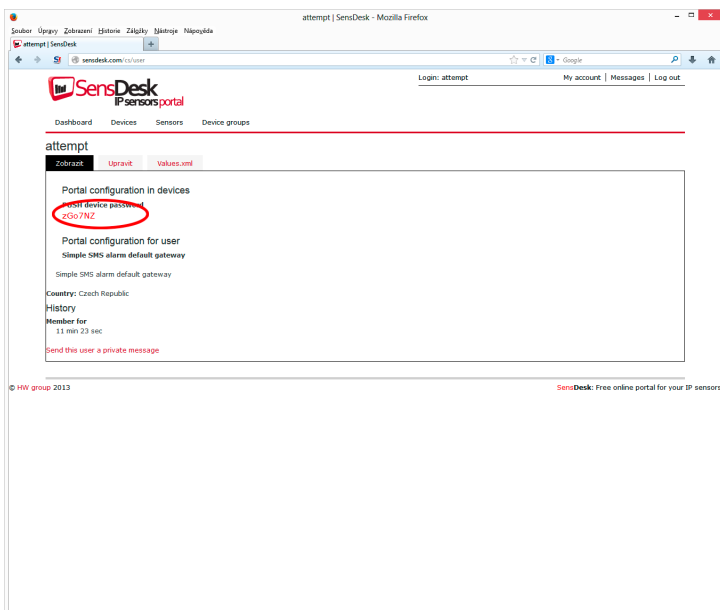 attempt | SensDesk - Mozilla Firefox
Soubor Úpravy Zobrazení Historie Záložky Nástroje Nápověda
attempt | SensDesk
sensdesk.com/cs/user
Google
SensDesk
IP sensors portal
Login: attempt
My account | Messages | Log out
Dashboard Devices Sensors Device groups
attempt
Zobrazit Upravit Values.xml
Portal configuration in devices
PUSH device password
zGo7NZ
Portal configuration for user
Simple SMS alarm default gateway
Simple SMS alarm default gateway
Country: Czech Republic
History
Member for
11 min 23 sec
Send this user a private message
© HW group 2013
SensDesk: Free online portal for your IP sensors